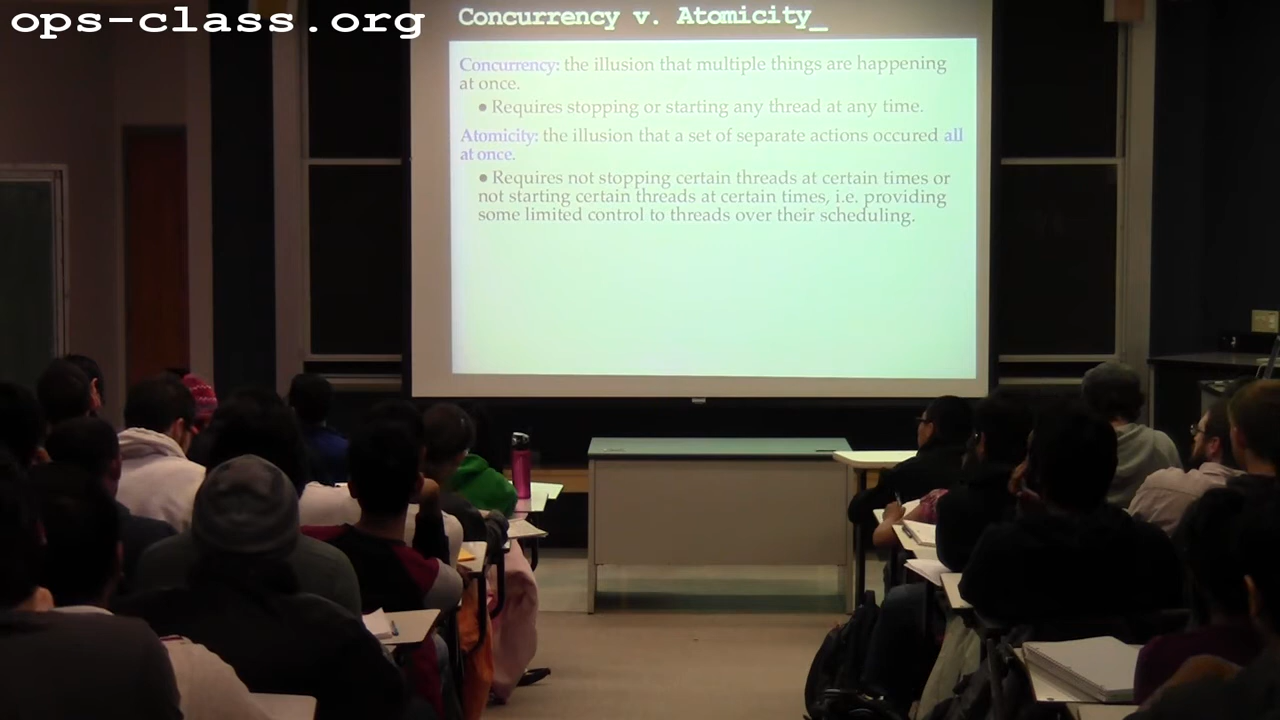 ops-class.org
Concurrency v. Atomicity_
Concurrency: the illusion that multiple things are happening
at once.
● Requires stopping or starting any thread at any time.
Atomicity: the illusion that a set of separate actions occured all
at once.
● Requires not stopping certain threads at certain times or
not starting certain threads at certain times, i.e. providing
some limited control to threads over their scheduling.